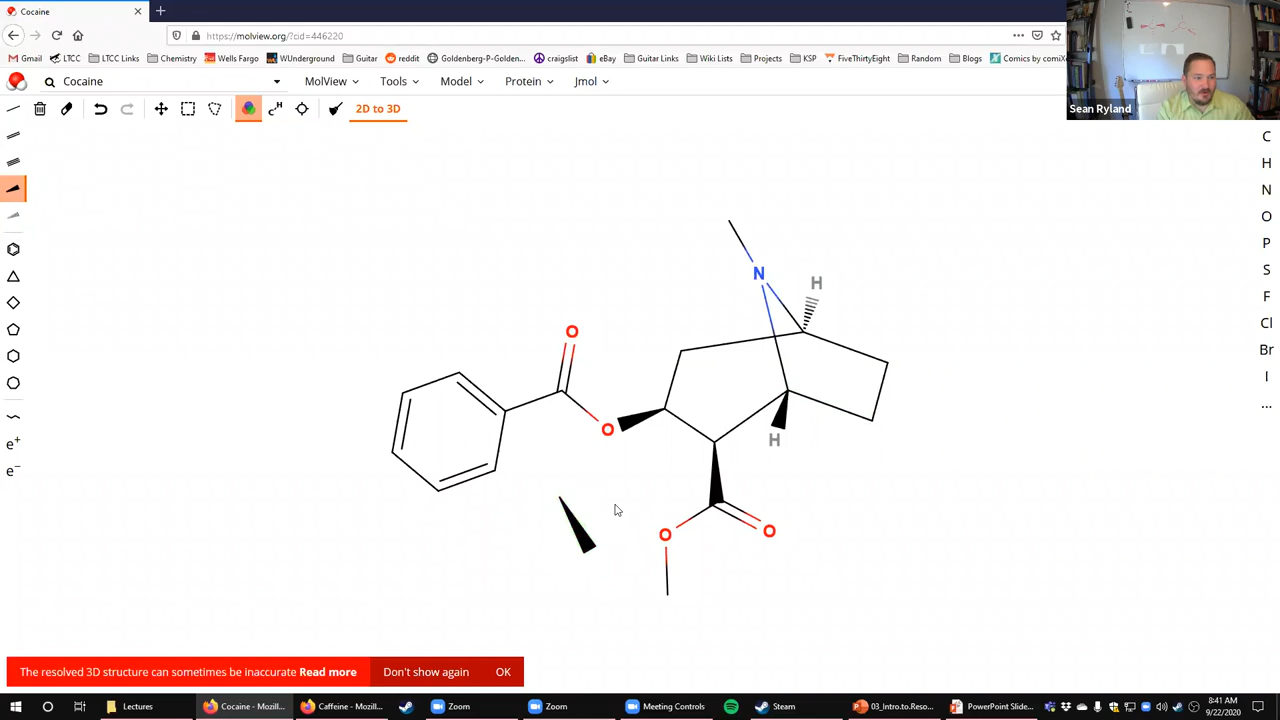 Cocaine
https://molview.org/?cid=446220
Gmail LTCC LTCC Links Chemistry Wells Fargo WUnderground Guitar reddit Goldenberg-P-Golden... craigslist eBay Guitar Links Wiki Lists Projects KSP FiveThirtyEight Random Blogs Comics by comiXo
Cocaine MolView Tools Model Protein Jmol
2D to 3D
Sean Ryland
C
H
N
O
P
S
F
Cl
Br
I
...
e+
e-
N
H
O
O
H
O
O
The resolved 3D structure can sometimes be inaccurate Read more Don't show again OK
Lectures Cocaine - Mozill... Caffeine - Mozill... Zoom Zoom Meeting Controls Steam 03_Intro.to.Reso... PowerPoint Slide...
8:41 AM
9/22/2020